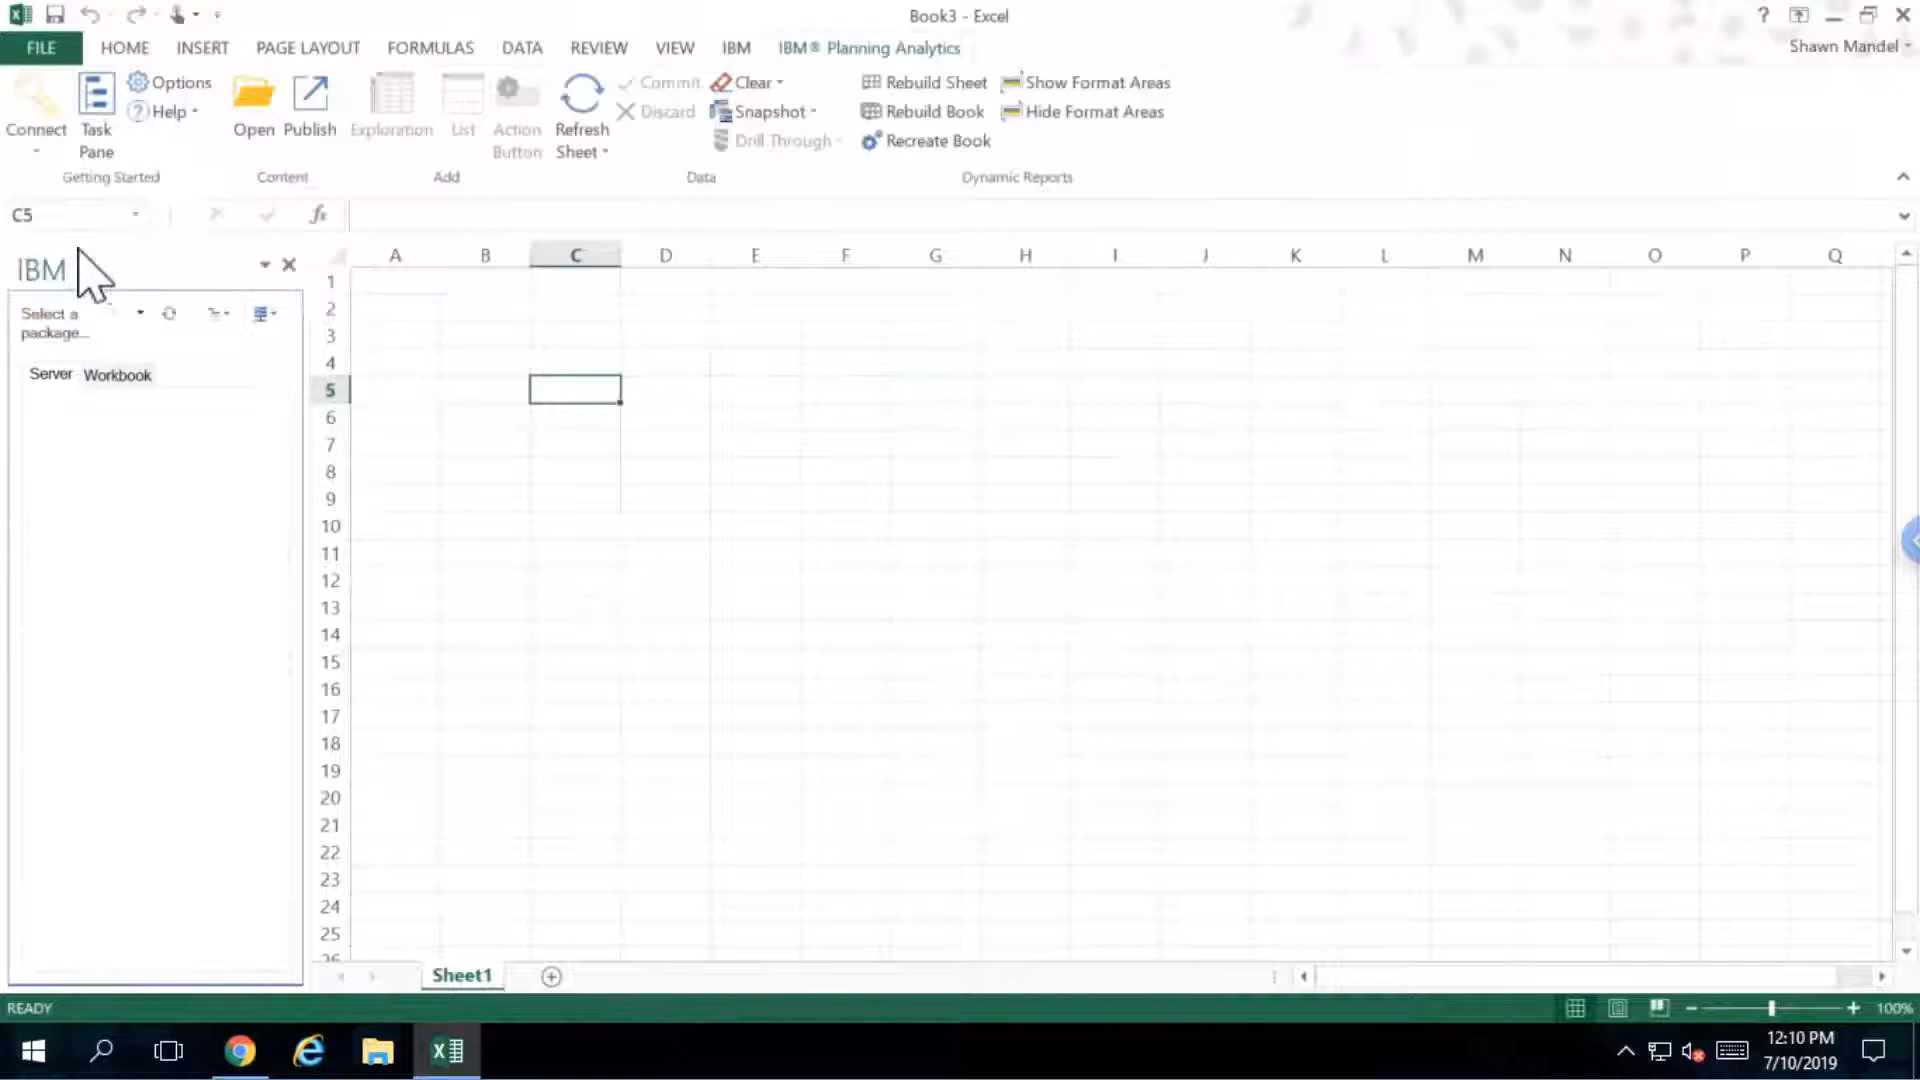 Book3 - Excel
?
FILE HOME INSERT PAGE LAYOUT FORMULAS DATA REVIEW VIEW IBM IBM® Planning Analytics
Shawn Mandel
Connect
Task Pane
Options
Help
Open
Publish
Exploration
List
Action Button
Refresh Sheet
Commit
Discard
Clear
Snapshot
Drill Through
Rebuild Sheet
Rebuild Book
Recreate Book
Show Format Areas
Hide Format Areas
Getting Started
Content
Add
Data
Dynamic Reports
C5
fx
IBM
Select a
package...
Server Workbook
A B C D E F G H I J K L M N O P Q
1
2
3
4
5
6
7
8
9
10
11
12
13
14
15
16
17
18
19
20
21
22
23
24
25
26
Sheet1
READY
100%
12:10 PM
7/10/2019